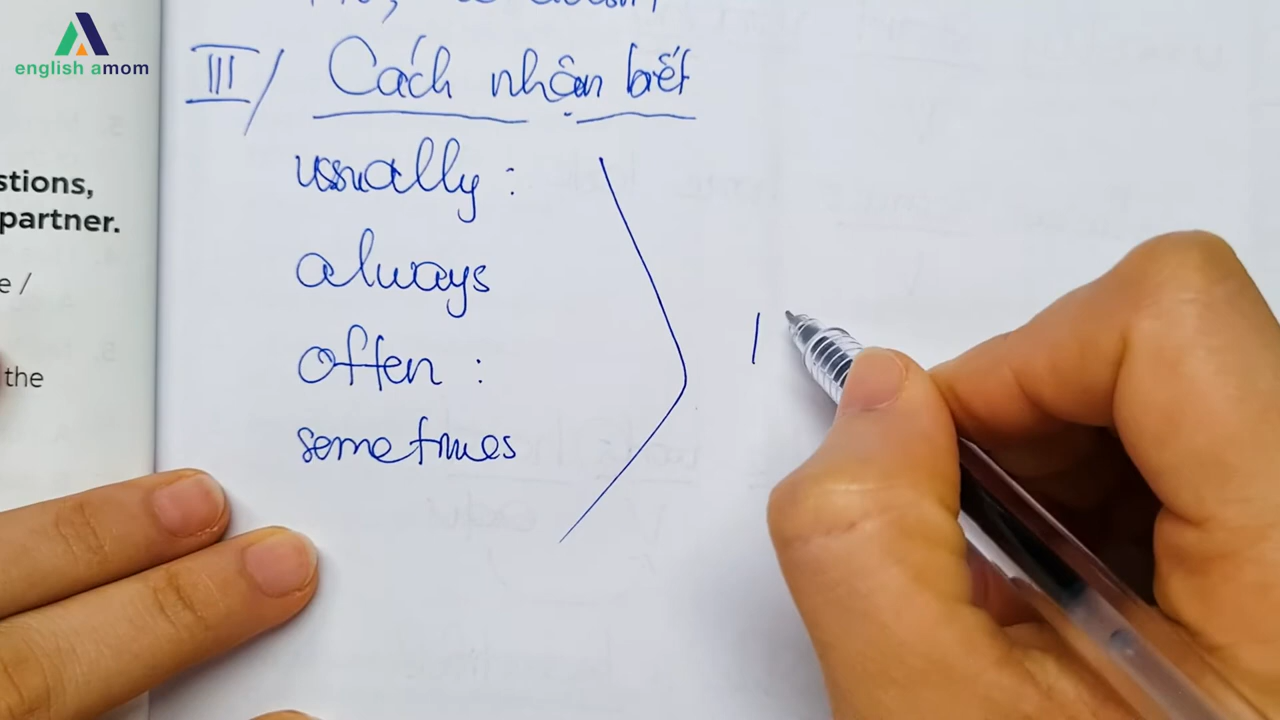 english amom
stions,
partner.
e /
the
III/ Cách nhận biết
usually :
always
often :
sometimes